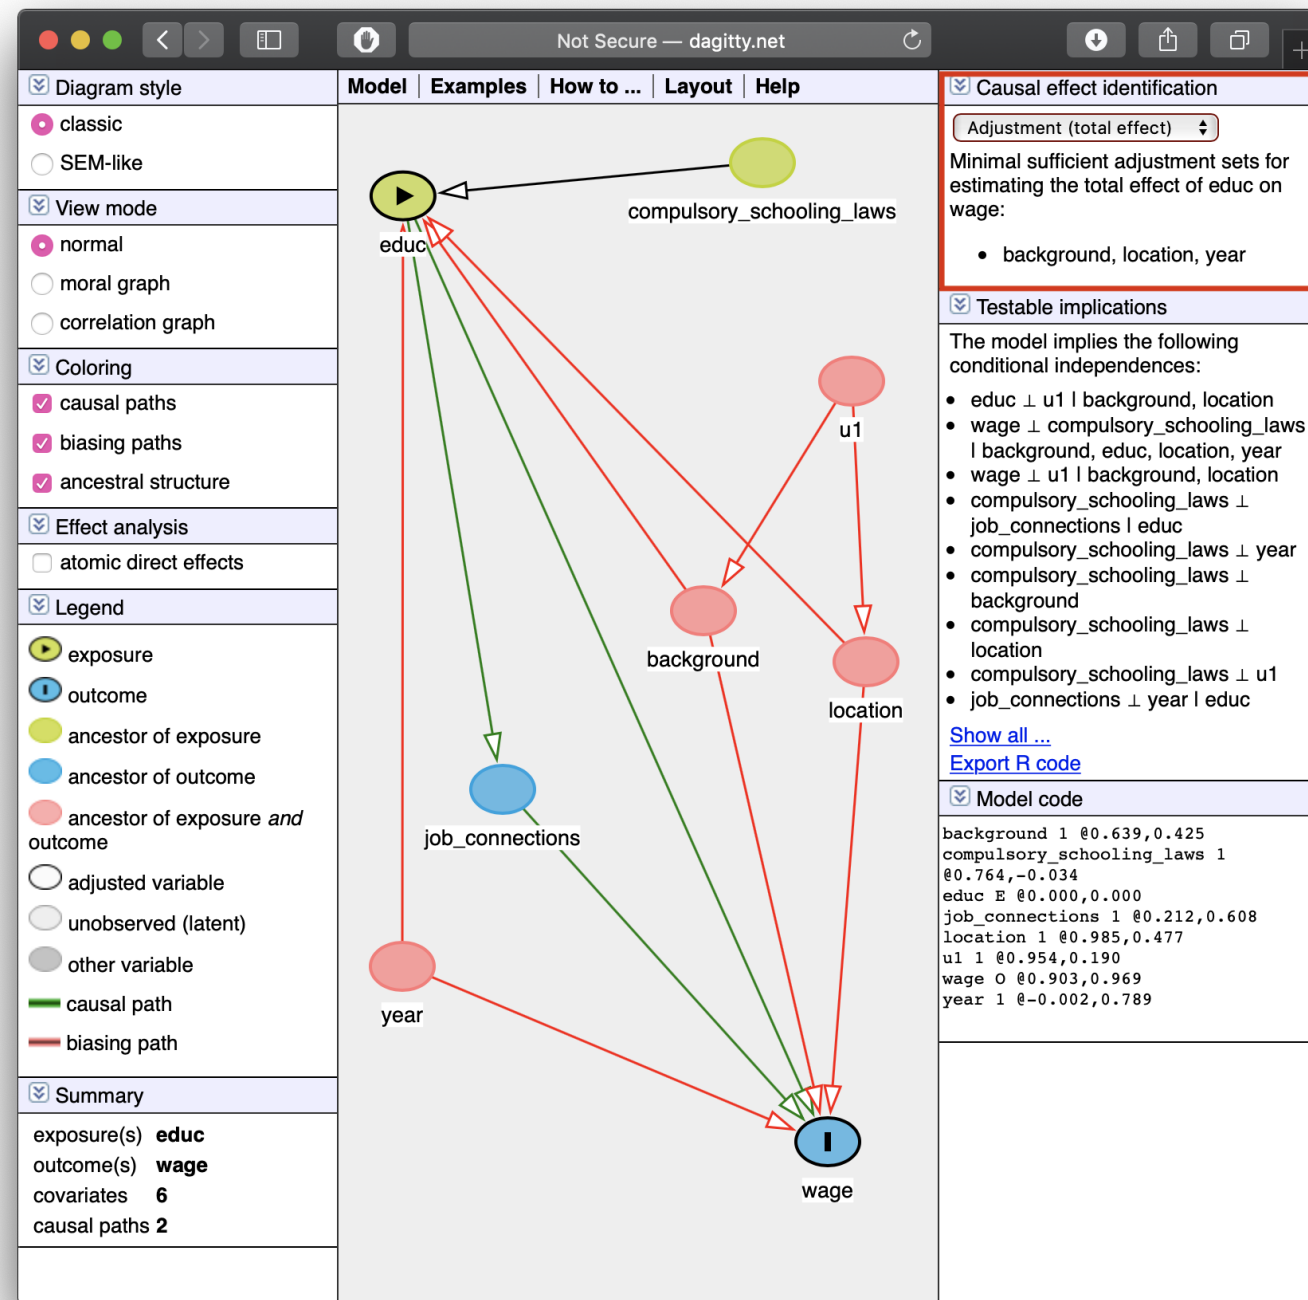 Not Secure — dagitty.net
Diagram style
classic
SEM-like
View mode
normal
moral graph
correlation graph
Coloring
causal paths
biasing paths
ancestral structure
Effect analysis
atomic direct effects
Legend
exposure
outcome
ancestor of exposure
ancestor of outcome
ancestor of exposure and
outcome
adjusted variable
unobserved (latent)
other variable
causal path
biasing path
Summary
exposure(s) educ
outcome(s) wage
covariates 6
causal paths 2
Model | Examples | How to ... | Layout | Help
compulsory_schooling_laws
educ
u1
background
location
job_connections
year
wage
Causal effect identification
Adjustment (total effect)
Minimal sufficient adjustment sets for
estimating the total effect of educ on
wage:
• background, location, year
Testable implications
The model implies the following
conditional independences:
• educ ⊥ u1 | background, location
• wage ⊥ compulsory_schooling_laws
| background, educ, location, year
• wage ⊥ u1 | background, location
• compulsory_schooling_laws ⊥
job_connections | educ
• compulsory_schooling_laws ⊥ year
• compulsory_schooling_laws ⊥
background
• compulsory_schooling_laws ⊥
location
• compulsory_schooling_laws ⊥ u1
• job_connections ⊥ year | educ
Show all ...
Export R code
Model code
background 1 @0.639,0.425
compulsory_schooling_laws 1
@0.764,-0.034
educ E @0.000,0.000
job_connections 1 @0.212,0.608
location 1 @0.985,0.477
u1 1 @0.954,0.190
wage O @0.903,0.969
year 1 @-0.002,0.789